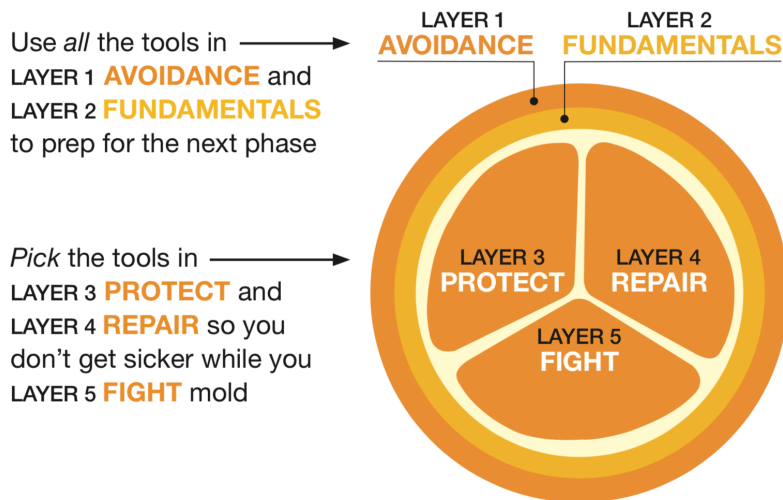 Use all the tools in
LAYER 1 AVOIDANCE and
LAYER 2 FUNDAMENTALS
to prep for the next phase
Pick the tools in
LAYER 3 PROTECT and
LAYER 4 REPAIR so you
don’t get sicker while you
LAYER 5 FIGHT mold
LAYER 1
AVOIDANCE
LAYER 2
FUNDAMENTALS
LAYER 3
PROTECT
LAYER 4
REPAIR
LAYER 5
FIGHT